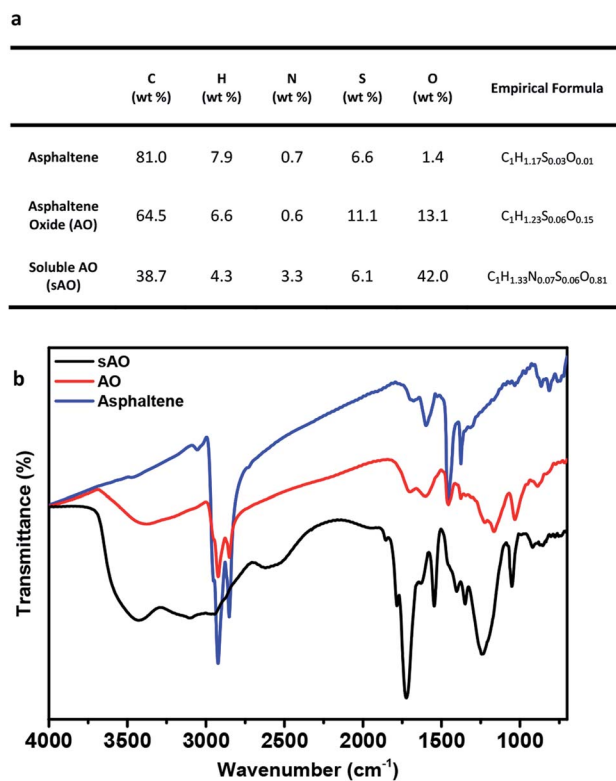 a
C H N S O Empirical Formula
(wt %) (wt %) (wt %) (wt %) (wt %)
Asphaltene 81.0 7.9 0.7 6.6 1.4 C₁H₁.₁₇S₀.₀₃O₀.₀₁
Asphaltene
Oxide (AO) 64.5 6.6 0.6 11.1 13.1 C₁H₁.₂₃S₀.₀₆O₀.₁₅
Soluble AO
(sAO) 38.7 4.3 3.3 6.1 42.0 C₁H₁.₃₃N₀.₀₇S₀.₀₆O₀.₈₁
b
sAO
AO
Asphaltene
Transmittance (%)
4000 3500 3000 2500 2000 1500 1000
Wavenumber (cm⁻¹)